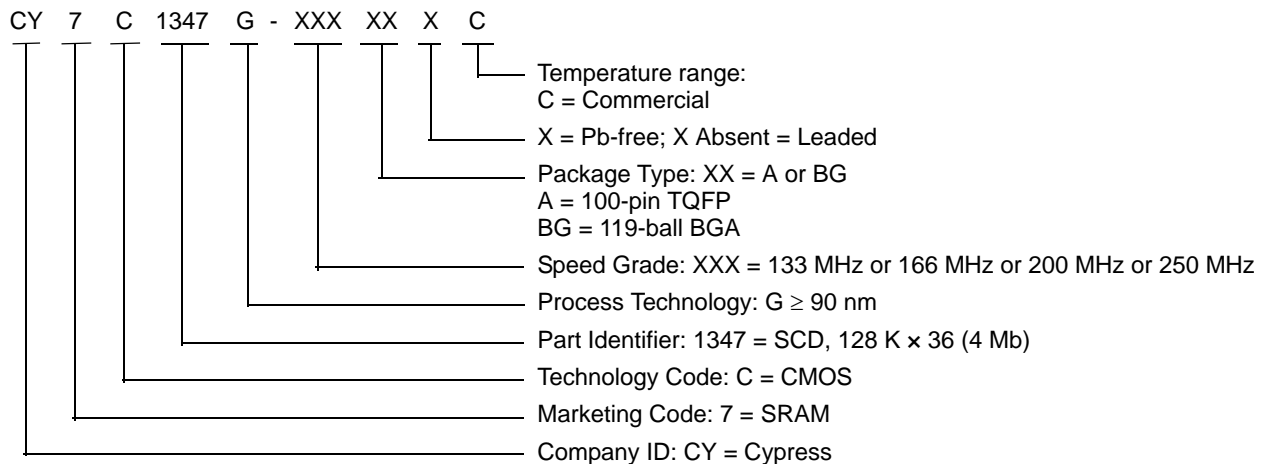 CY 7 C 1347 G - XXX XX X C
Temperature range:
C = Commercial
X = Pb-free; X Absent = Leaded
Package Type: XX = A or BG
A = 100-pin TQFP
BG = 119-ball BGA
Speed Grade: XXX = 133 MHz or 166 MHz or 200 MHz or 250 MHz
Process Technology: G ≥ 90 nm
Part Identifier: 1347 = SCD, 128 K × 36 (4 Mb)
Technology Code: C = CMOS
Marketing Code: 7 = SRAM
Company ID: CY = Cypress